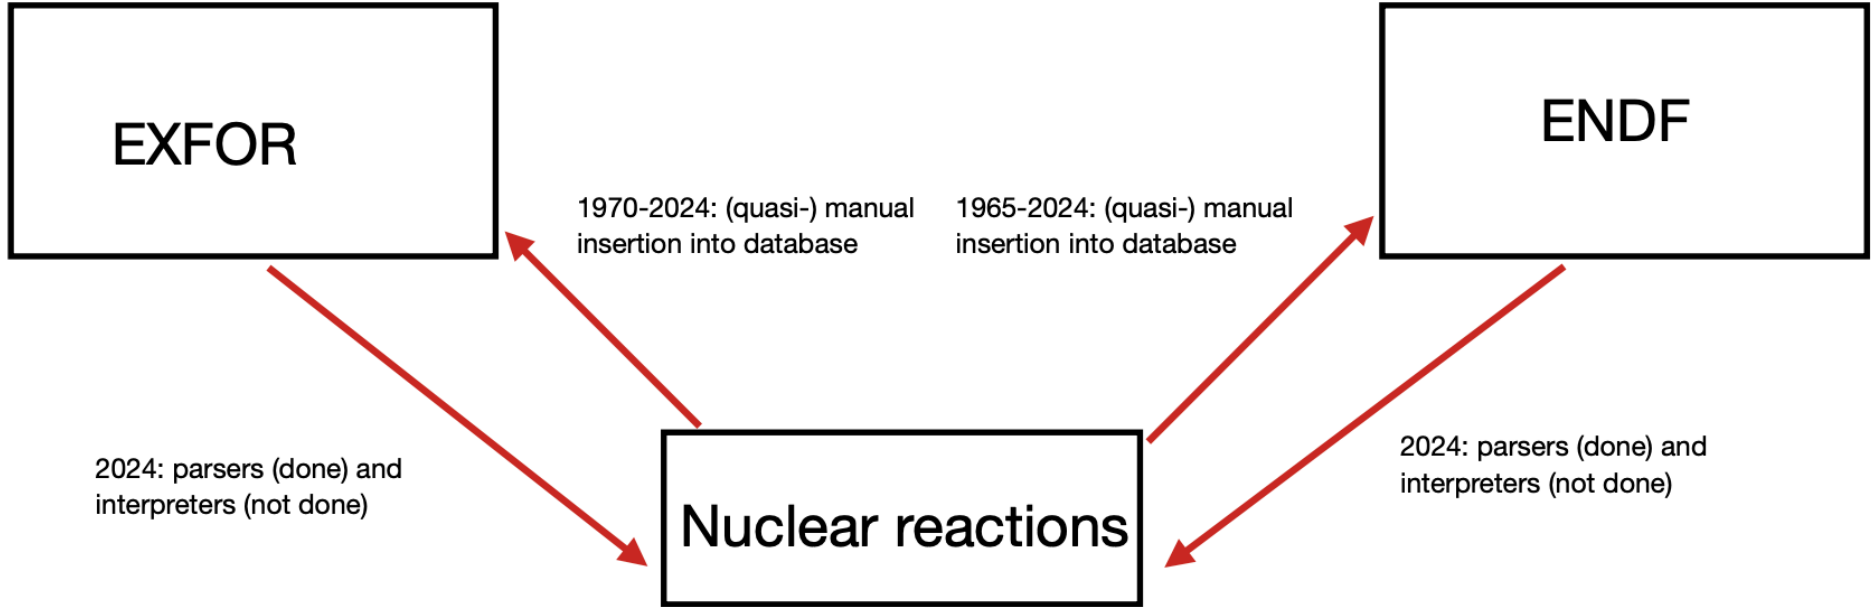 EXFOR
ENDF
1970-2024: (quasi-) manual
insertion into database
1965-2024: (quasi-) manual
insertion into database
2024: parsers (done) and
interpreters (not done)
2024: parsers (done) and
interpreters (not done)
Nuclear reactions